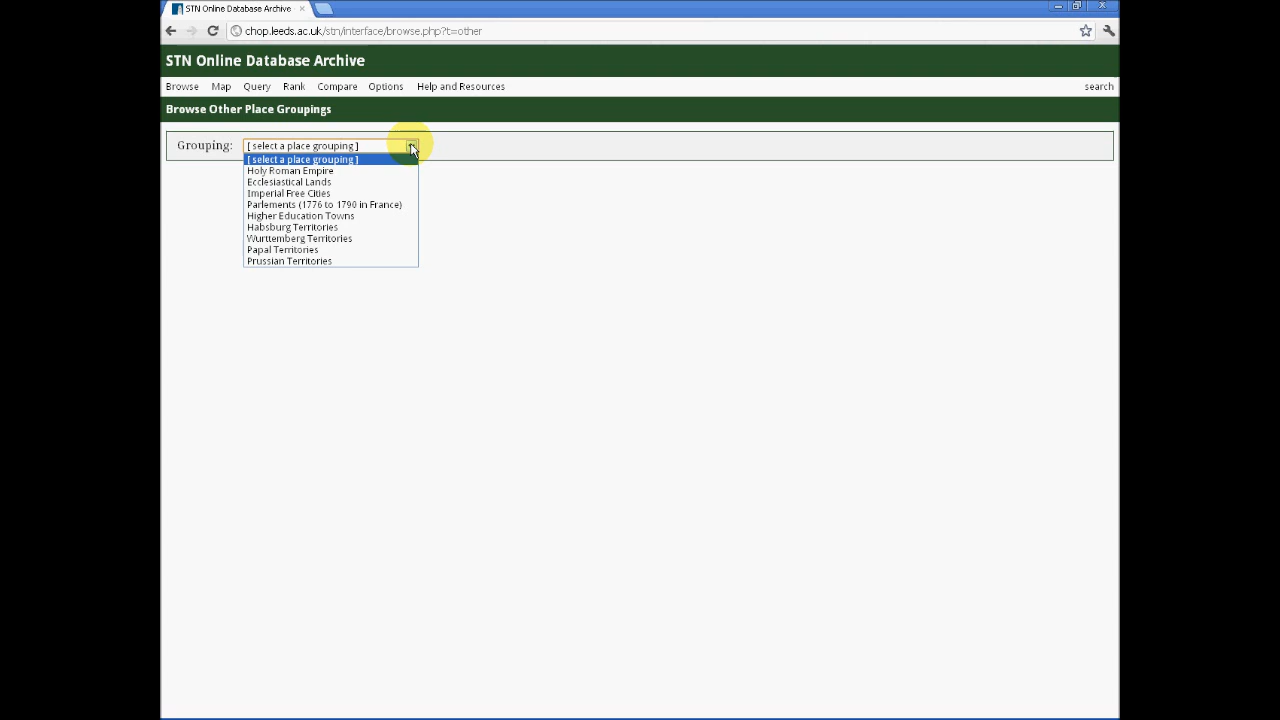 STN Online Database Archive
chop.leeds.ac.uk/stn/interface/browse.php?t=other
STN Online Database Archive
Browse Map Query Rank Compare Options Help and Resources search
Browse Other Place Groupings
Grouping: [ select a place grouping ]
[ select a place grouping ]
Holy Roman Empire
Ecclesiastical Lands
Imperial Free Cities
Parlements (1776 to 1790 in France)
Higher Education Towns
Habsburg Territories
Wurttemberg Territories
Papal Territories
Prussian Territories